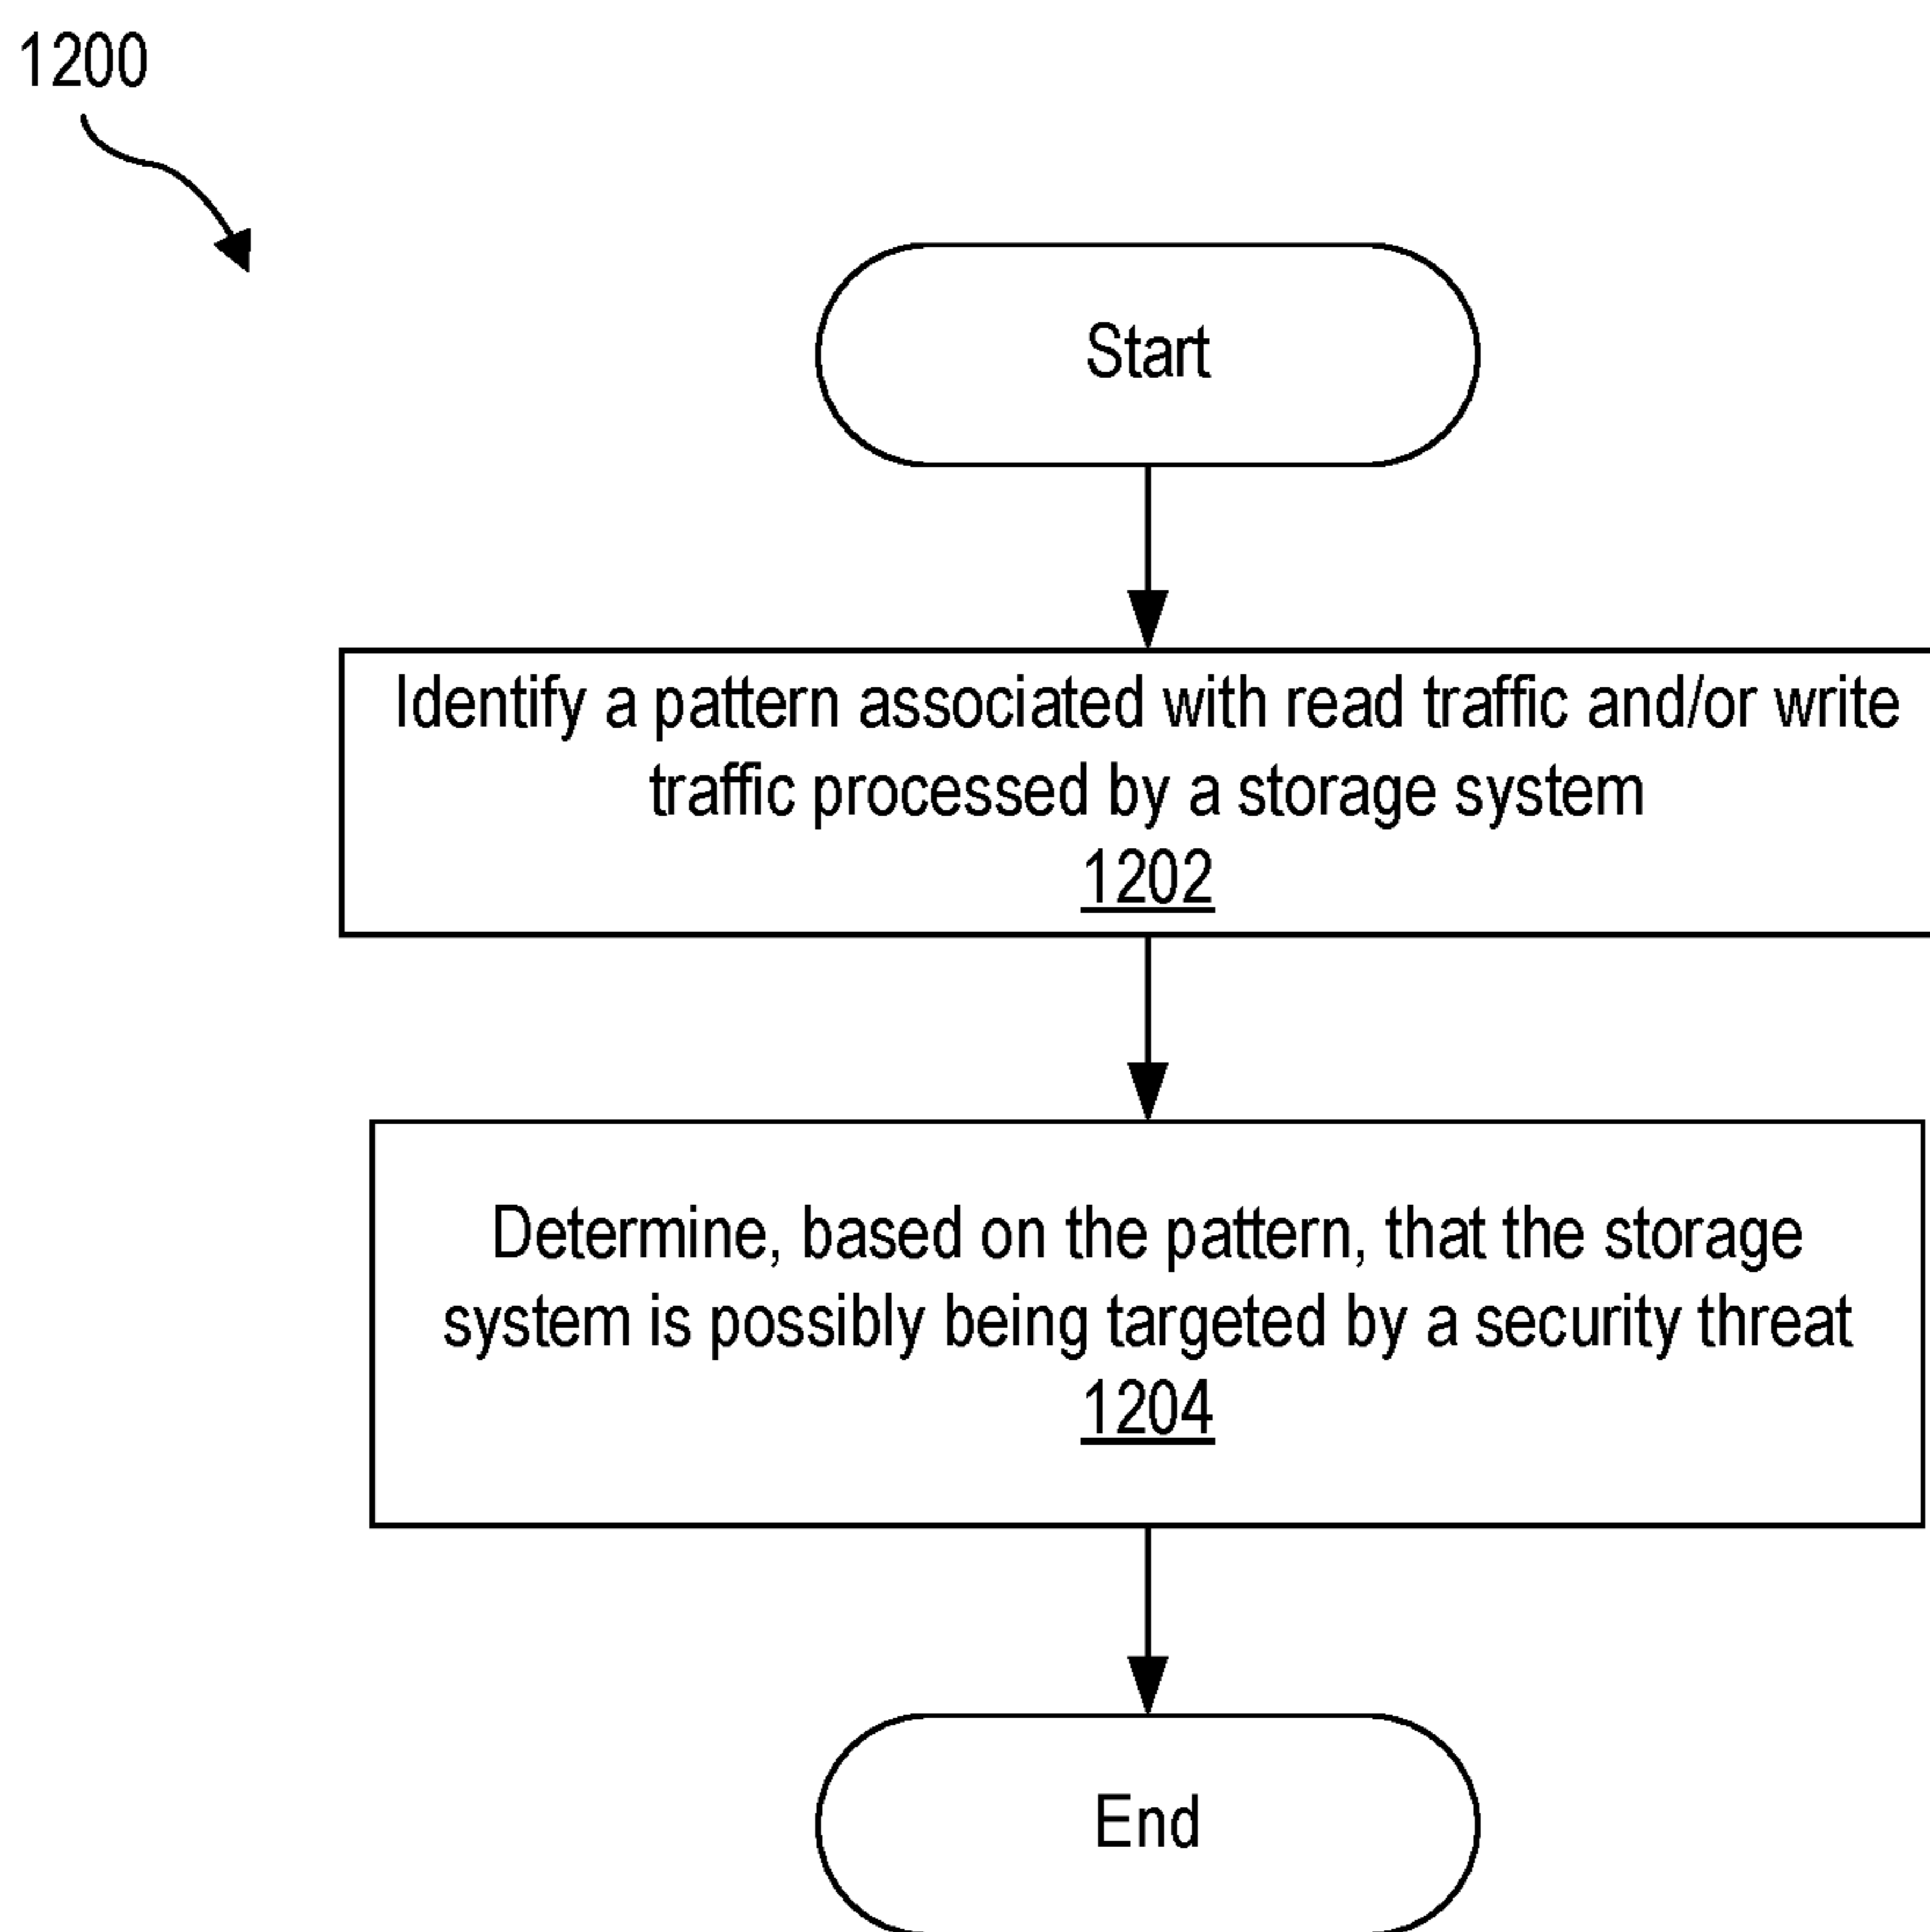 1200
Start
Identify a pattern associated with read traffic and/or write
traffic processed by a storage system
1202
Determine, based on the pattern, that the storage
system is possibly being targeted by a security threat
1204
End